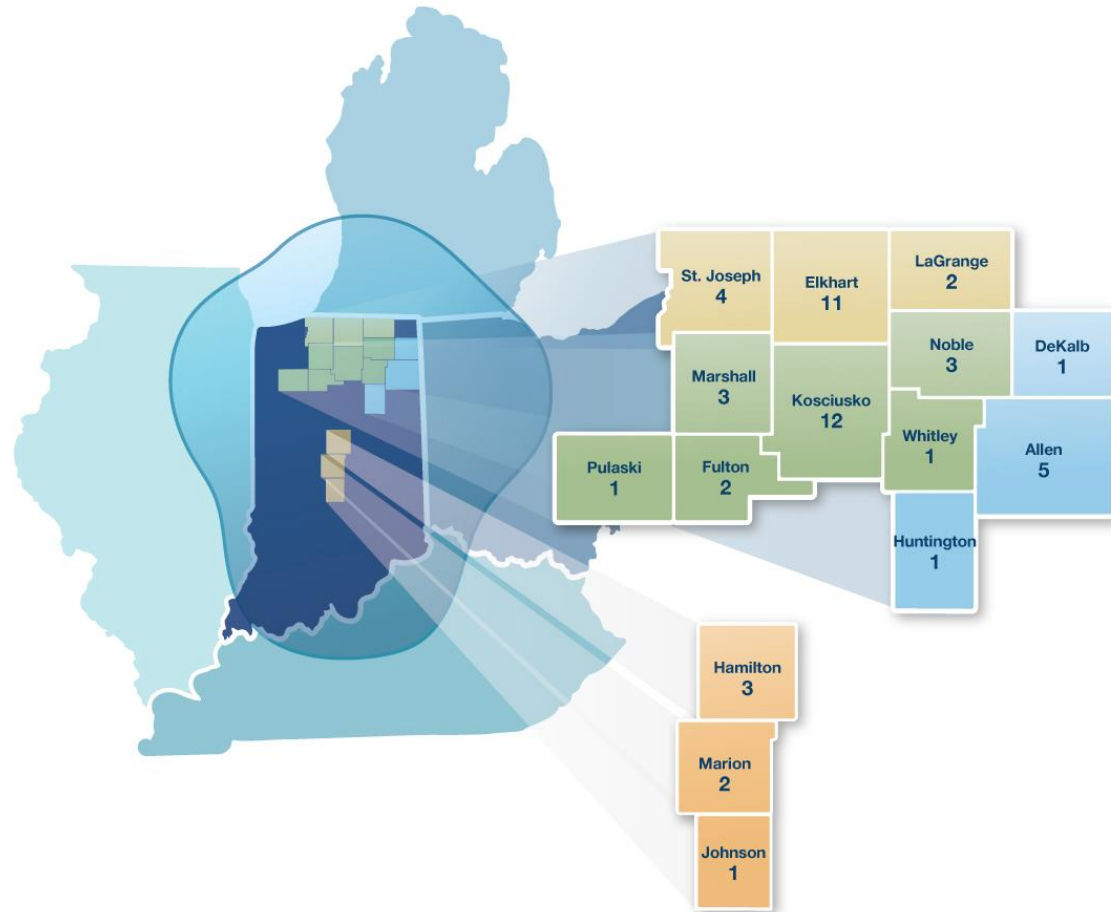 St. Joseph
4
Elkhart
11
LaGrange
2
Marshall
3
Kosciusko
12
Noble
3
DeKalb
1
Pulaski
1
Fulton
2
Whitley
1
Allen
5
Huntington
1
Hamilton
3
Marion
2
Johnson
1